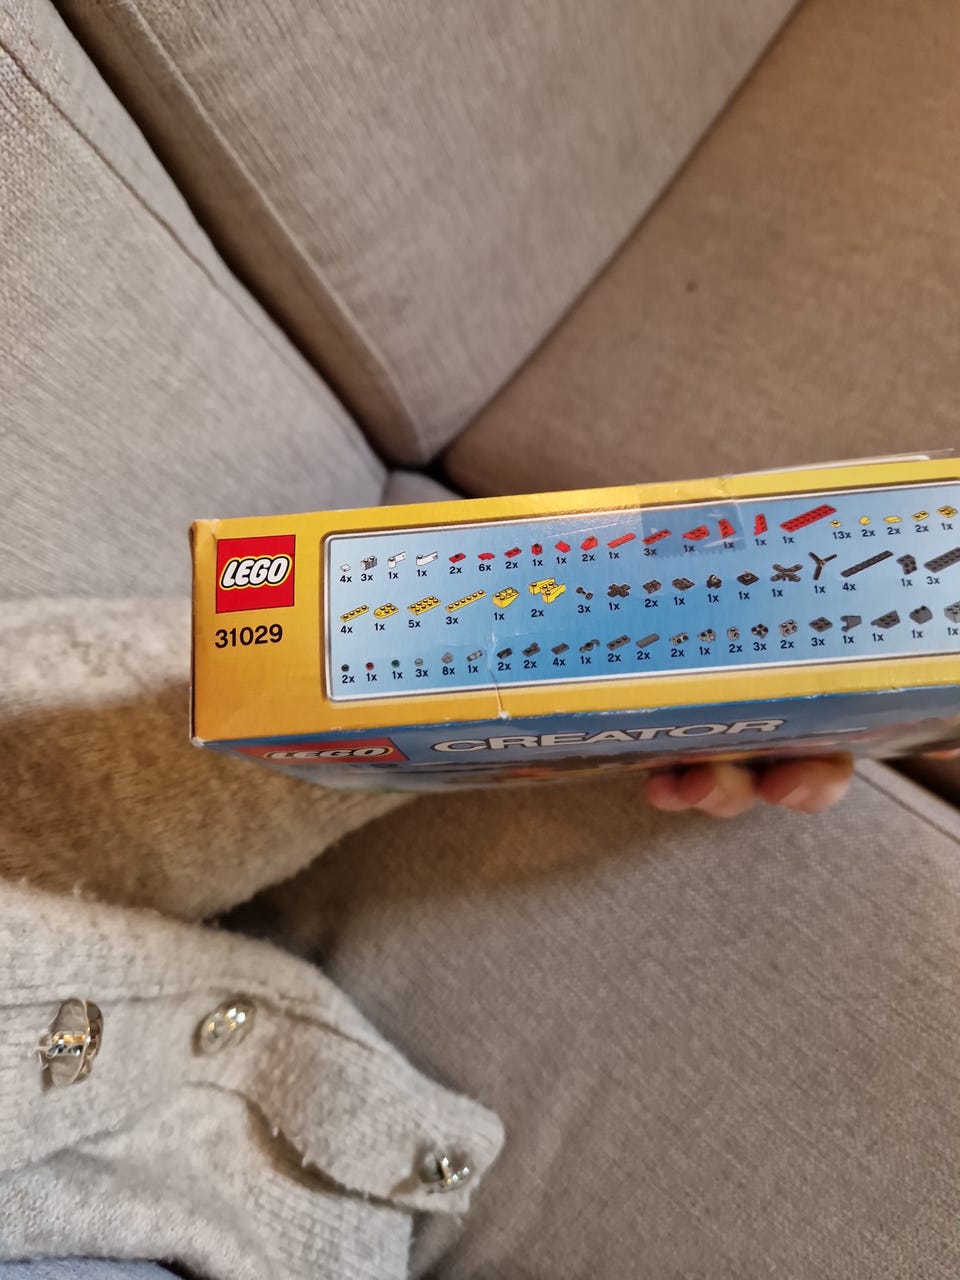 LEGO
31029
4x 3x 1x 1x 2x 6x 2x 1x 1x 2x 1x 3x 1x 1x 1x 1x 13x 2x 2x 2x 1x
4x 1x 5x 3x 1x 2x 3x 1x 2x 1x 1x 1x 1x 1x 4x 1x 3x
2x 1x 1x 3x 8x 1x 2x 2x 4x 1x 2x 2x 2x 1x 2x 3x 2x 3x 1x 1x 1x 1x
LEGO CREATOR